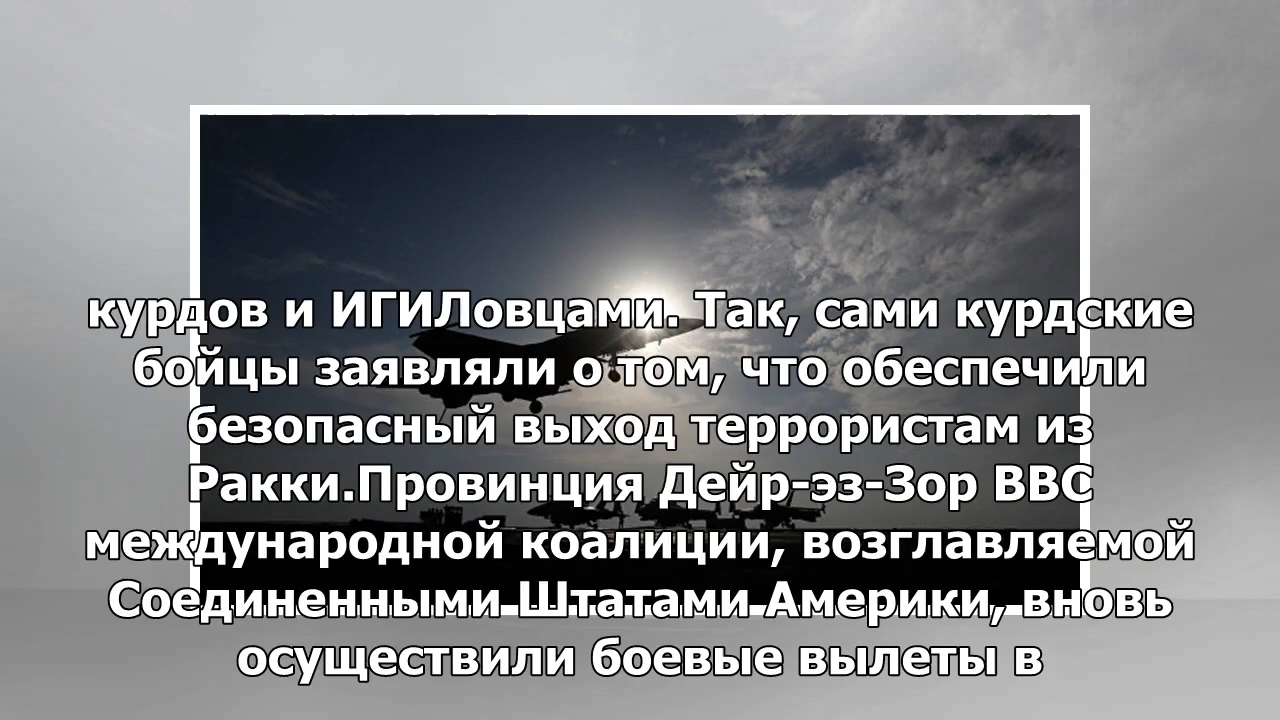 курдов и ИГИЛовцами. Так, сами курдские
бойцы заявляли о том, что обеспечили
безопасный выход террористам из
Ракки.Провинция Дейр-эз-Зор ВВС
международной коалиции, возглавляемой
Соединенными Штатами Америки, вновь
осуществили боевые вылеты в